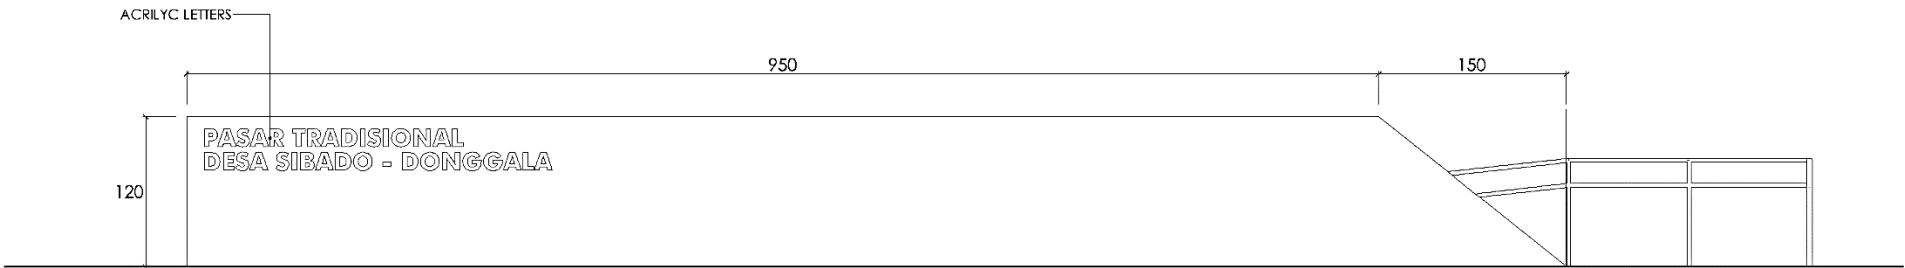 ACRILYC LETTERS
950
150
PASAR TRADISIONAL
DESA SIBADO - DONGGALA
120